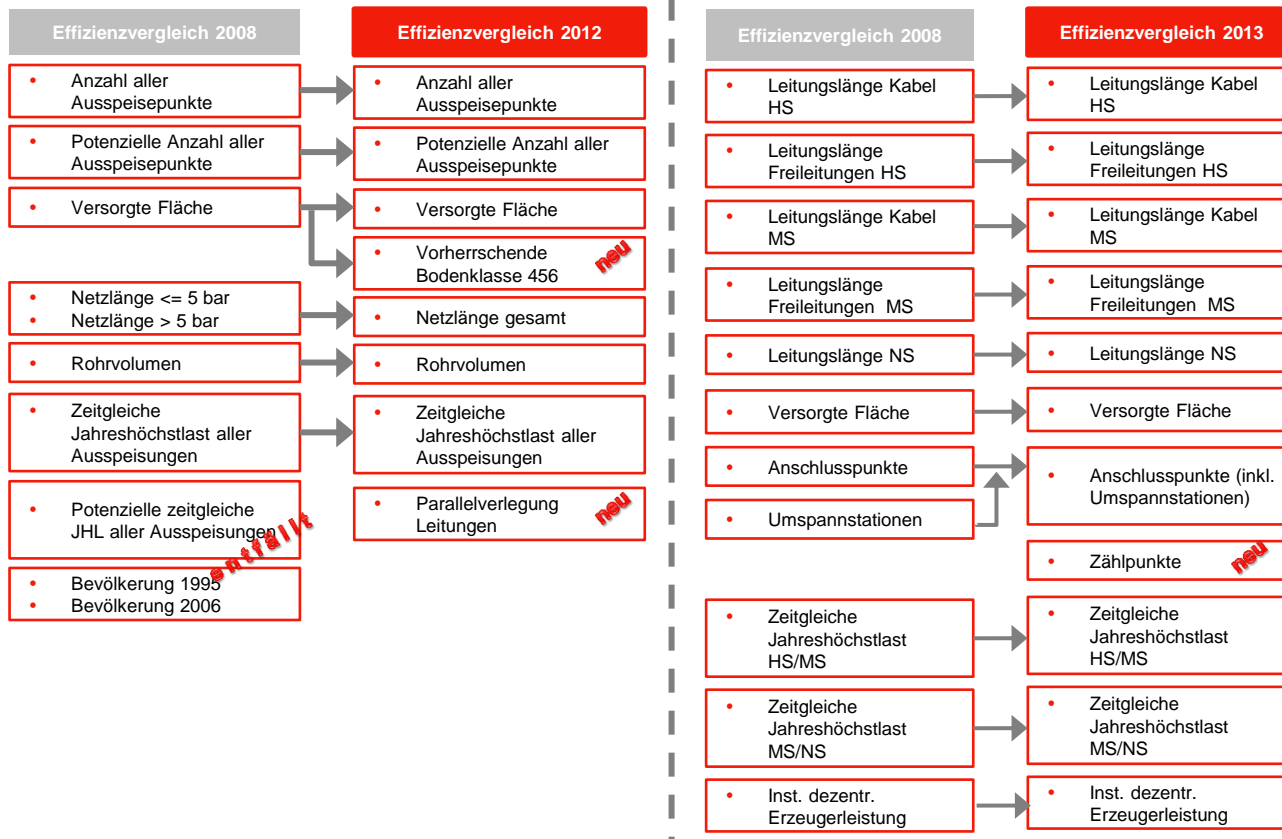 Effizienzvergleich 2008
Effizienzvergleich 2012
• Anzahl aller
Ausspeisepunkte
• Anzahl aller
Ausspeisepunkte
• Potenzielle Anzahl aller
Ausspeisepunkte
• Potenzielle Anzahl aller
Ausspeisepunkte
• Versorgte Fläche
• Versorgte Fläche
• Vorherrschende
Bodenklasse 456
neu
• Netzlänge <= 5 bar
• Netzlänge > 5 bar
• Netzlänge gesamt
• Rohrvolumen
• Rohrvolumen
• Zeitgleiche
Jahreshöchstlast aller
Ausspeisungen
• Zeitgleiche
Jahreshöchstlast aller
Ausspeisungen
• Potenzielle zeitgleiche
JHL aller Ausspeisungen
entfällt
• Parallelverlegung
Leitungen
neu
• Bevölkerung 1995
• Bevölkerung 2006
Effizienzvergleich 2008
Effizienzvergleich 2013
• Leitungslänge Kabel
HS
• Leitungslänge Kabel
HS
• Leitungslänge
Freileitungen HS
• Leitungslänge
Freileitungen HS
• Leitungslänge Kabel
MS
• Leitungslänge Kabel
MS
• Leitungslänge
Freileitungen MS
• Leitungslänge
Freileitungen MS
• Leitungslänge NS
• Leitungslänge NS
• Versorgte Fläche
• Versorgte Fläche
• Anschlusspunkte
• Umspannstationen
• Anschlusspunkte (inkl.
Umspannstationen)
• Zählpunkte
neu
• Zeitgleiche
Jahreshöchstlast
HS/MS
• Zeitgleiche
Jahreshöchstlast
HS/MS
• Zeitgleiche
Jahreshöchstlast
MS/NS
• Zeitgleiche
Jahreshöchstlast
MS/NS
• Inst. dezentr.
Erzeugerleistung
• Inst. dezentr.
Erzeugerleistung